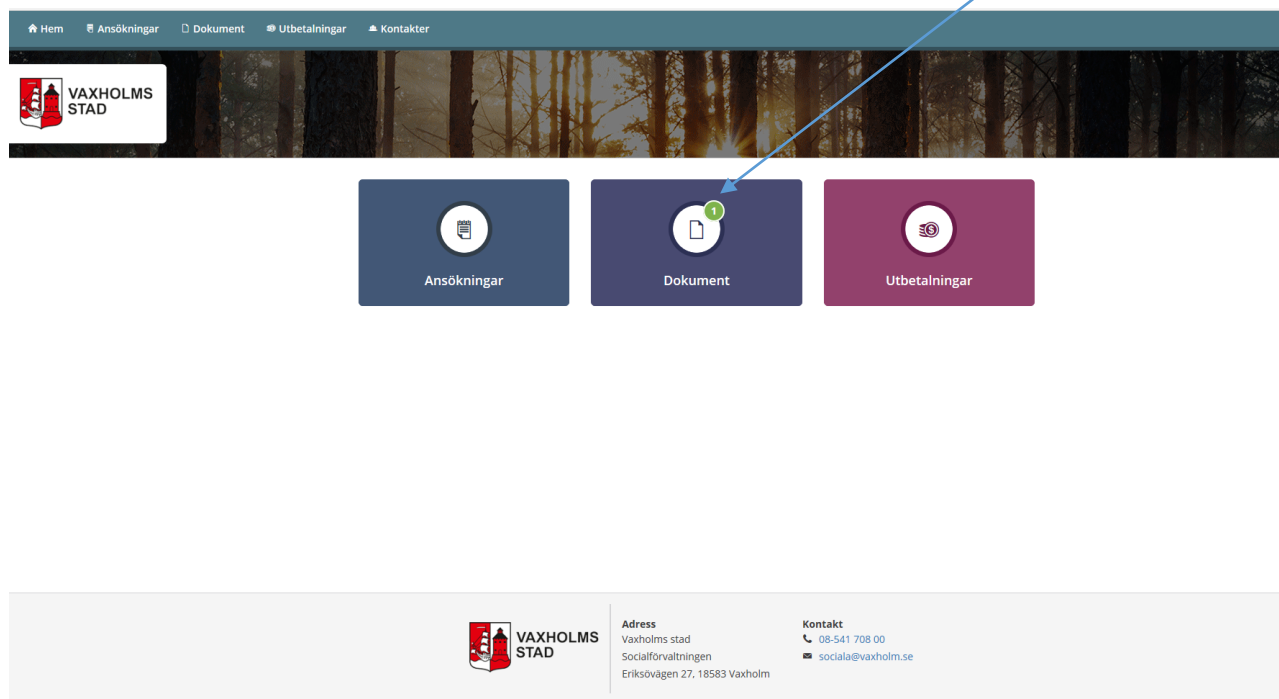 Hem Ansökningar Dokument Utbetalningar Kontakter
VAXHOLMS
STAD
1
Ansökningar
Dokument
Utbetalningar
VAXHOLMS
STAD
Adress
Vaxholms stad
Socialförvaltningen
Eriksövägen 27, 18583 Vaxholm
Kontakt
08-541 708 00
sociala@vaxholm.se